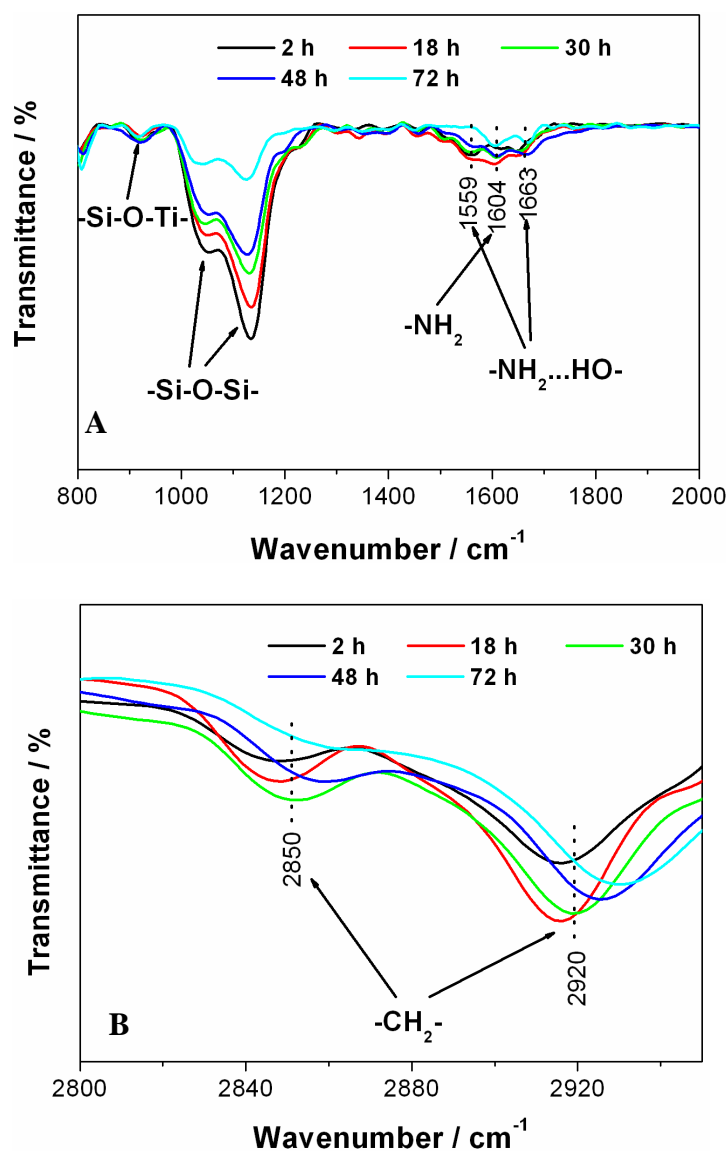 2 h 18 h 30 h
48 h 72 h
Transmittance / %
-Si-O-Ti-
1559
1604
1663
-NH2
-NH2...HO-
-Si-O-Si-
A
800 1000 1200 1400 1600 1800 2000
Wavenumber / cm-1
2 h 18 h 30 h
48 h 72 h
Transmittance / %
2850
2920
-CH2-
B
2800 2840 2880 2920
Wavenumber / cm-1